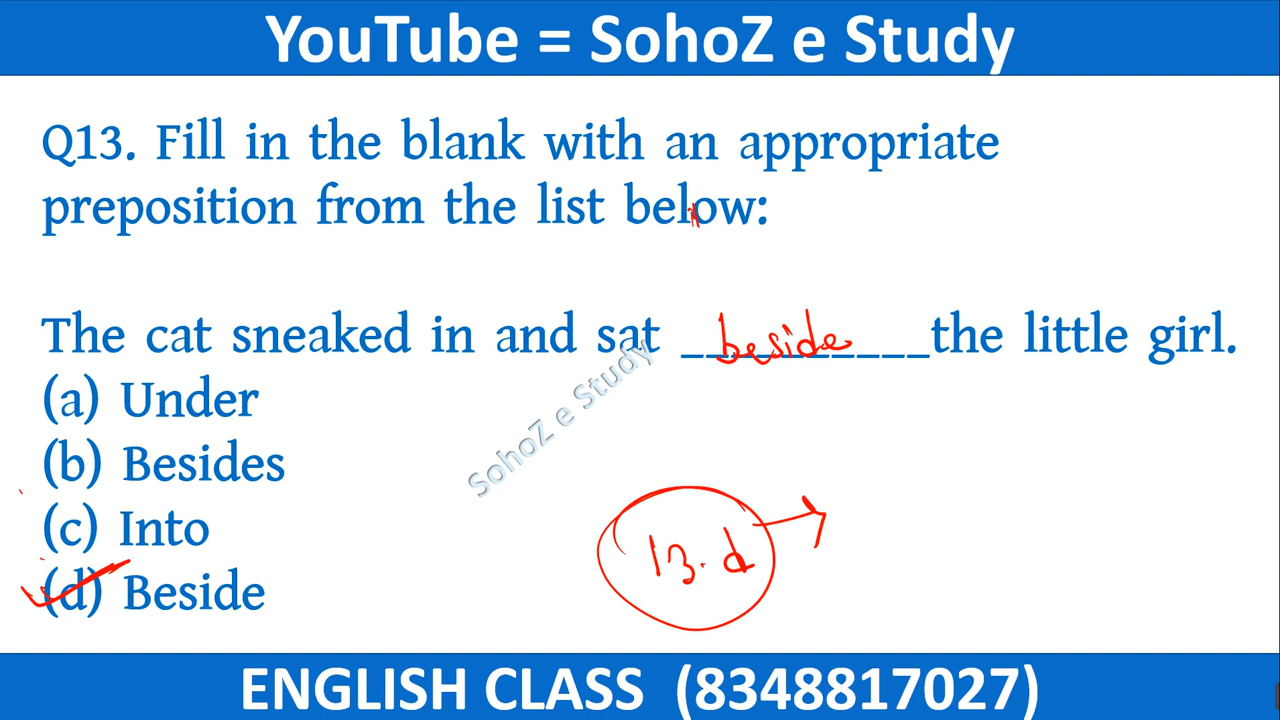 YouTube = SohoZ e Study
Q13. Fill in the blank with an appropriate
preposition from the list below:
The cat sneaked in and sat __________the little girl.
beside
(a) Under
(b) Besides
(c) Into
(d) Beside
13. d
SohoZ e Study
ENGLISH CLASS (8348817027)